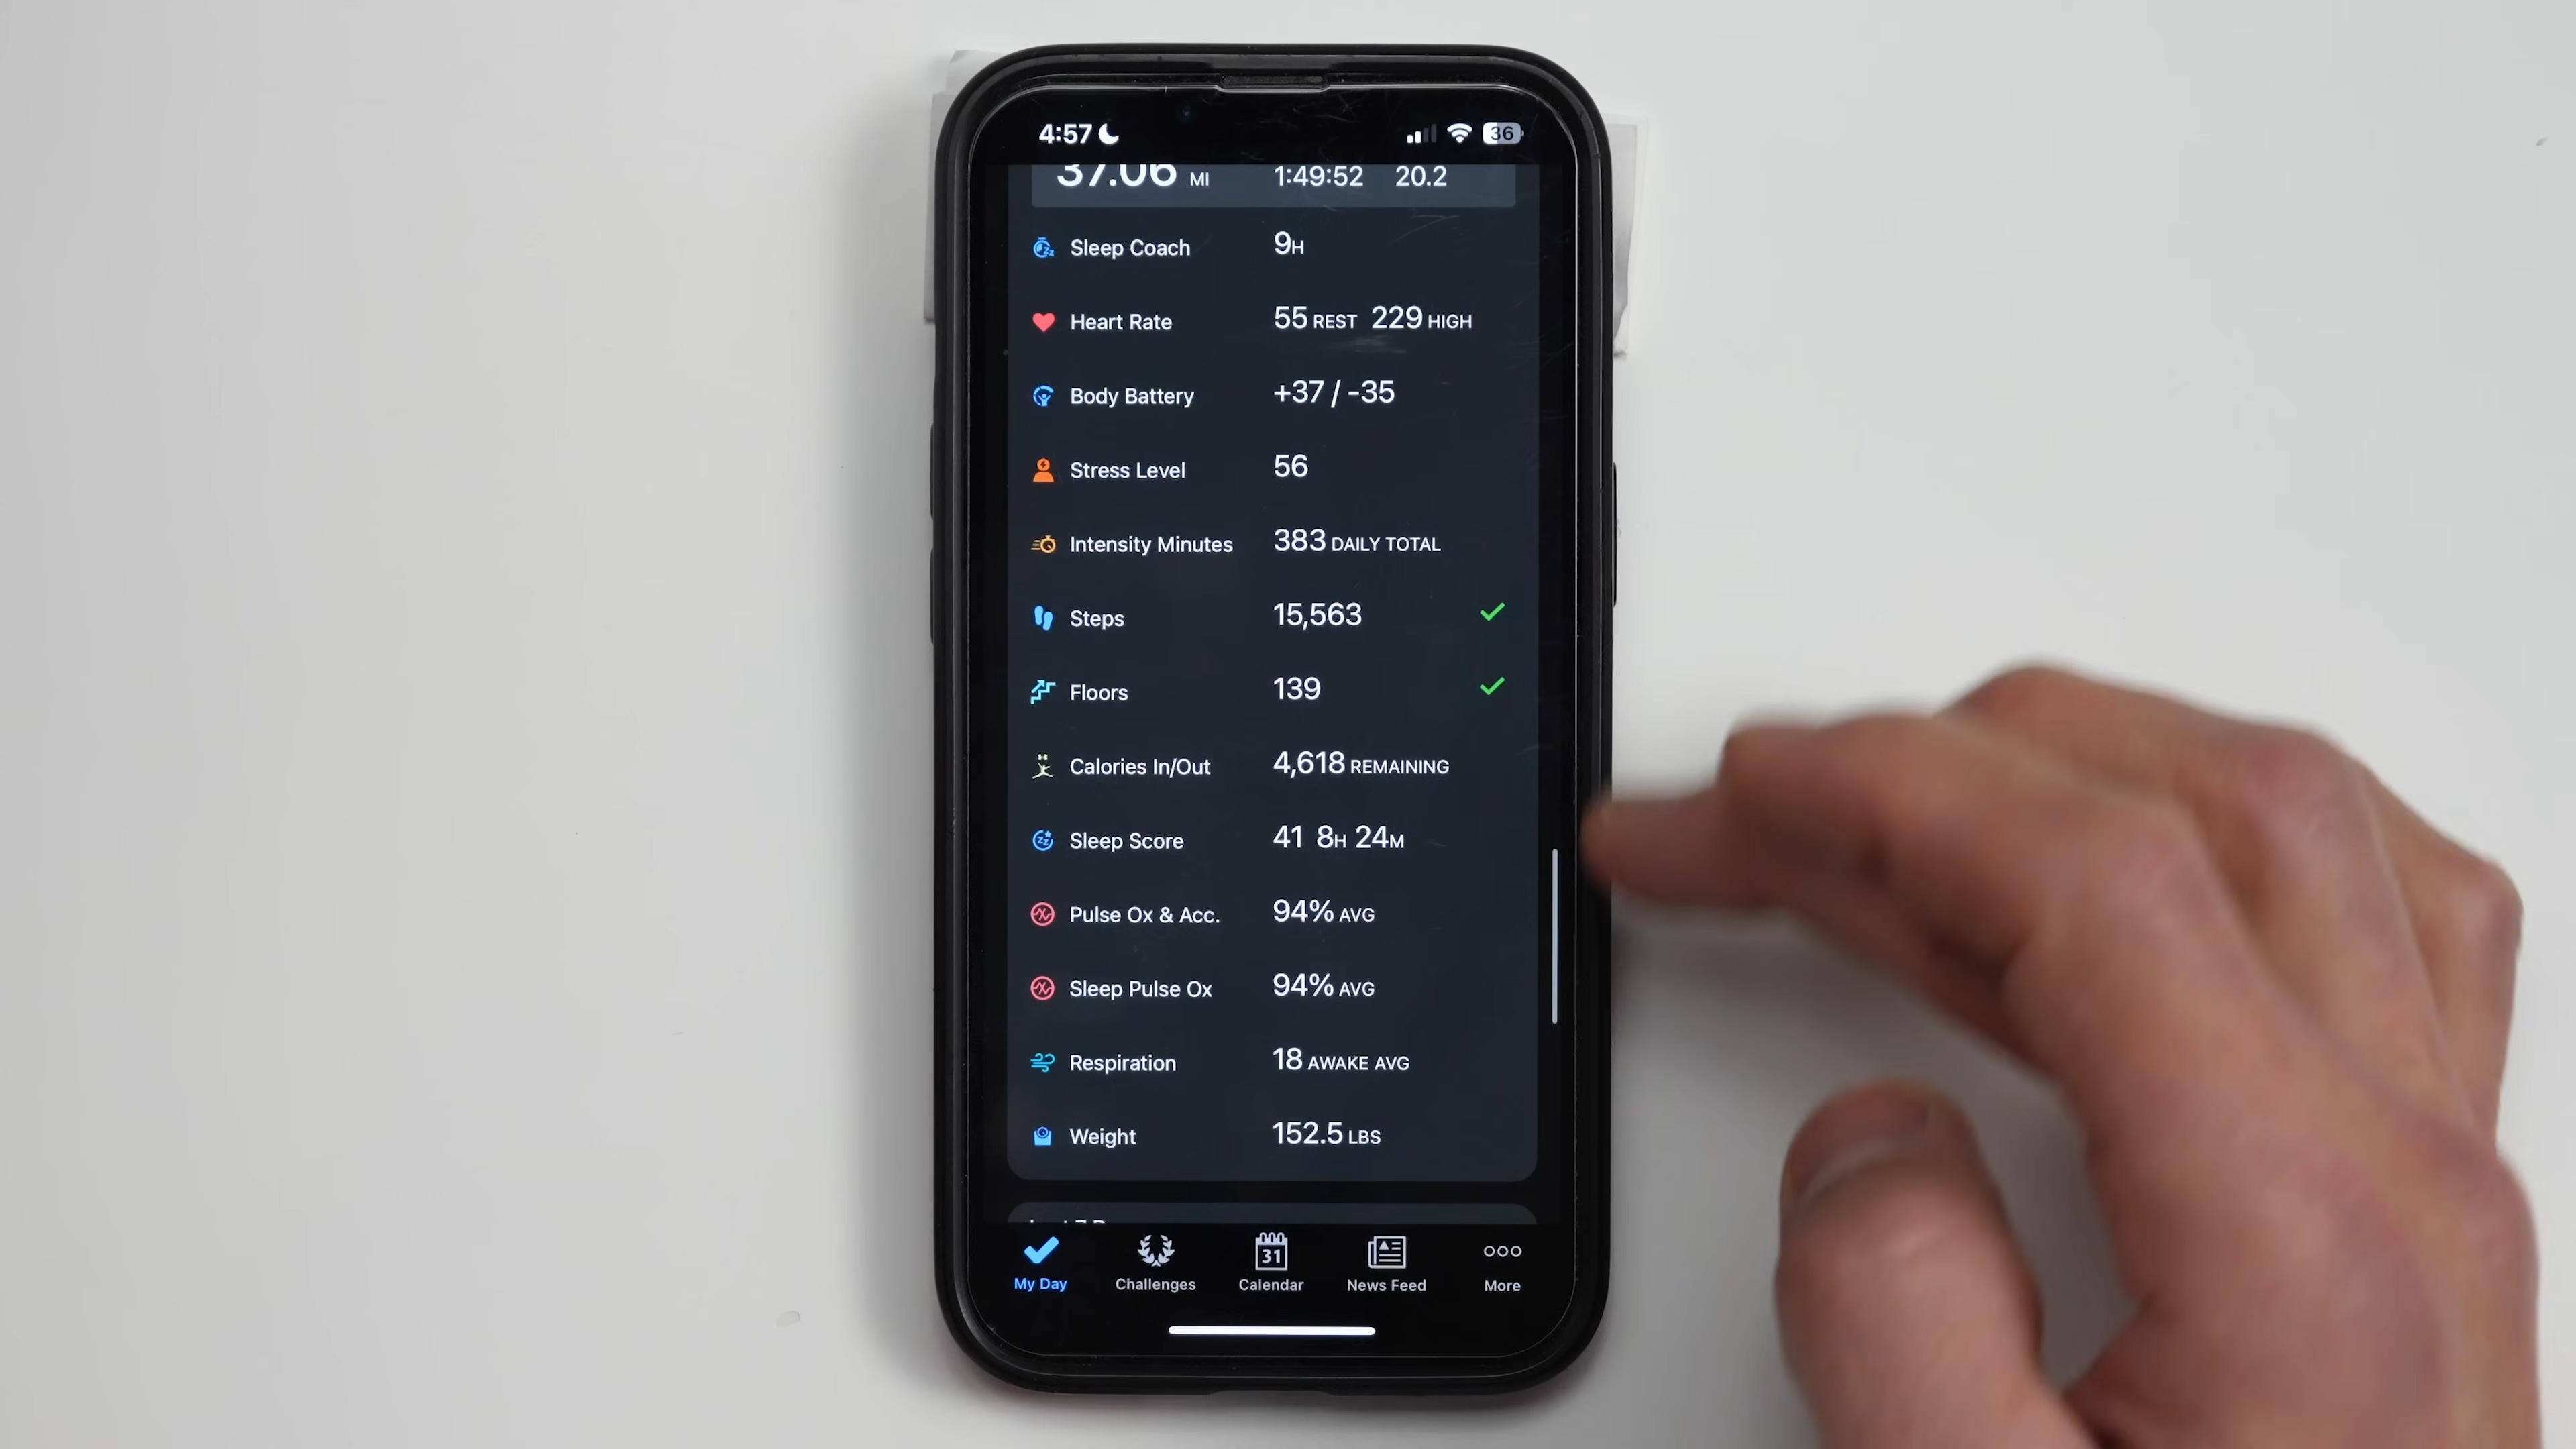 4:57 36
37.06 MI 1:49:52 20.2
Sleep Coach 9H
Heart Rate 55 REST 229 HIGH
Body Battery +37 / -35
Stress Level 56
Intensity Minutes 383 DAILY TOTAL
Steps 15,563
Floors 139
Calories In/Out 4,618 REMAINING
Sleep Score 41 8H 24M
Pulse Ox & Acc. 94% AVG
Sleep Pulse Ox 94% AVG
Respiration 18 AWAKE AVG
Weight 152.5 LBS
31
My Day Challenges Calendar News Feed More